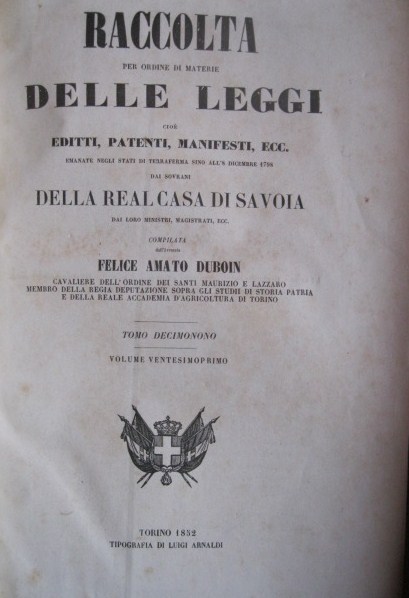 RACCOLTA
PER ORDINE DI MATERIE
DELLE LEGGI
CIOÈ
EDITTI, PATENTI, MANIFESTI, ECC.
EMANATE NEGLI STATI DI TERRAFERMA SINO ALL'8 DICEMBRE 1798
DAI SOVRANI
DELLA REAL CASA DI SAVOIA
DAI LORO MINISTRI, MAGISTRATI, ECC.
COMPILATA
dall'Avvocato
FELICE AMATO DUBOIN
CAVALIERE DELL'ORDINE DEI SANTI MAURIZIO E LAZZARO
MEMBRO DELLA REGIA DEPUTAZIONE SOPRA GLI STUDII DI STORIA PATRIA
E DELLA REALE ACCADEMIA D'AGRICOLTURA DI TORINO
TOMO DECIMONONO
VOLUME VENTESIMOPRIMO
TORINO 1852
TIPOGRAFIA DI LUIGI ARNALDI